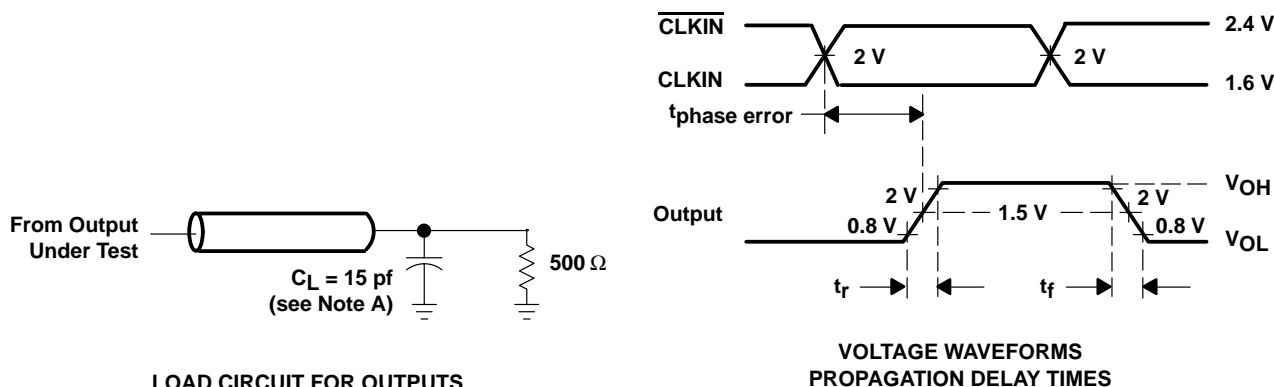 From Output
Under Test
CL = 15 pf
(see Note A)
500 Ω
LOAD CIRCUIT FOR OUTPUTS
CLKIN
CLKIN
2 V
2 V
2.4 V
1.6 V
tphase error
Output
2 V
0.8 V
1.5 V
2 V
0.8 V
VOH
VOL
tr
tf
VOLTAGE WAVEFORMS
PROPAGATION DELAY TIMES